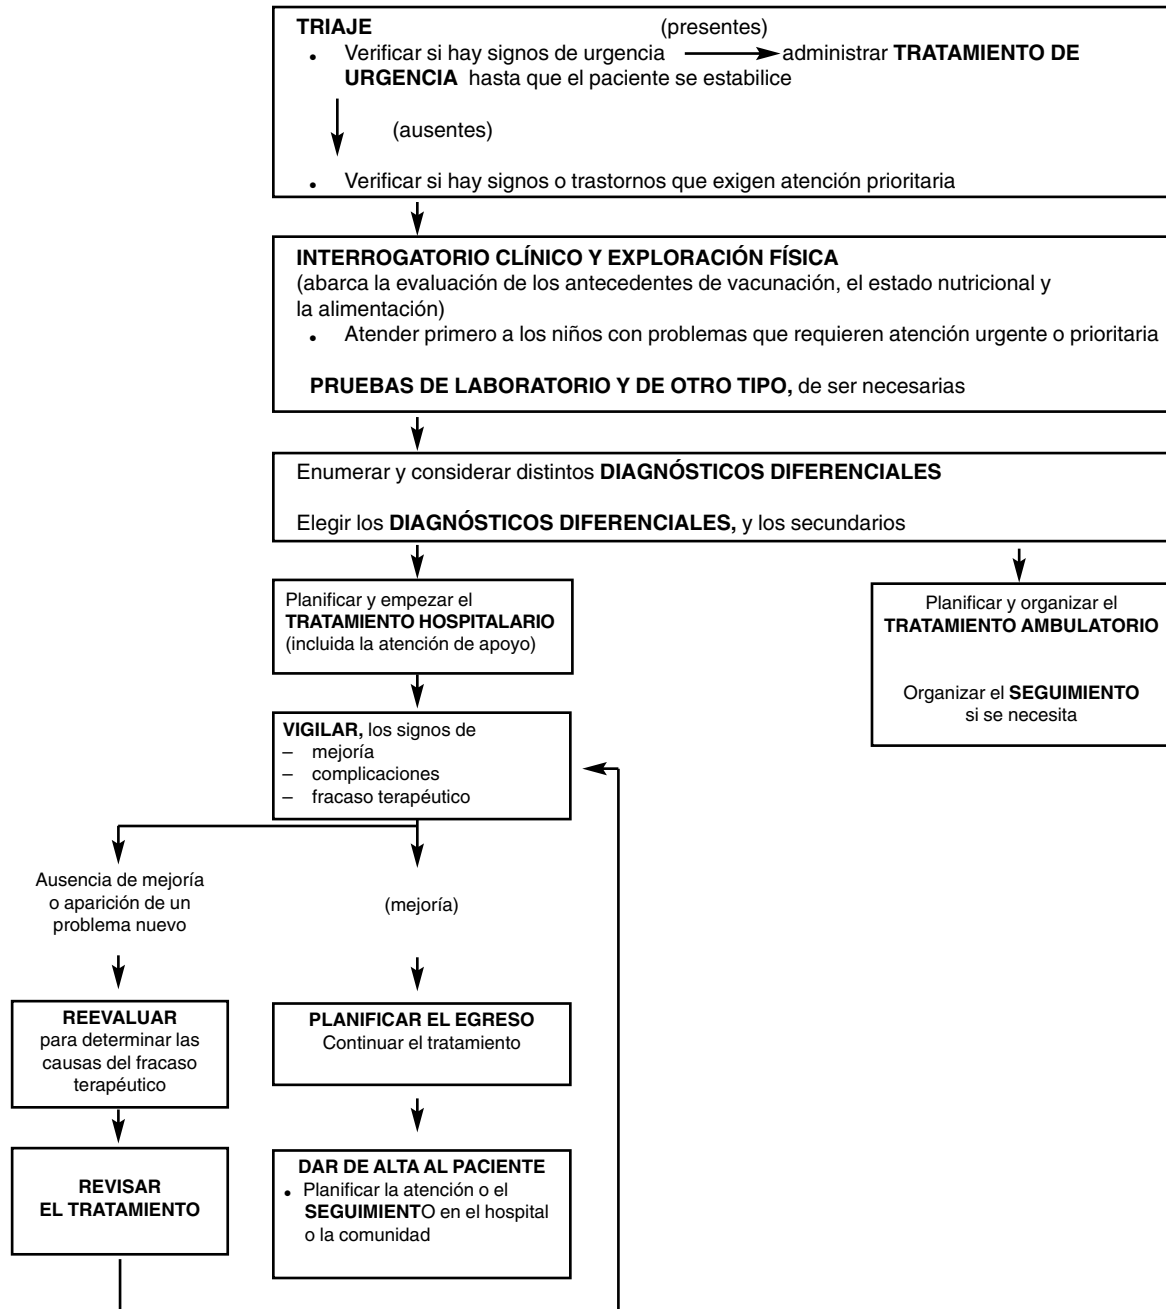 TRIAJE (presentes)
• Verificar si hay signos de urgencia administrar TRATAMIENTO DE
URGENCIA hasta que el paciente se estabilice
(ausentes)
• Verificar si hay signos o trastornos que exigen atención prioritaria
INTERROGATORIO CLÍNICO Y EXPLORACIÓN FÍSICA
(abarca la evaluación de los antecedentes de vacunación, el estado nutricional y
la alimentación)
• Atender primero a los niños con problemas que requieren atención urgente o prioritaria
PRUEBAS DE LABORATORIO Y DE OTRO TIPO, de ser necesarias
Enumerar y considerar distintos DIAGNÓSTICOS DIFERENCIALES
Elegir los DIAGNÓSTICOS DIFERENCIALES, y los secundarios
Planificar y empezar el
TRATAMIENTO HOSPITALARIO
(incluida la atención de apoyo)
Planificar y organizar el
TRATAMIENTO AMBULATORIO
Organizar el SEGUIMIENTO
si se necesita
VIGILAR, los signos de
– mejoría
– complicaciones
– fracaso terapéutico
Ausencia de mejoría
o aparición de un
problema nuevo
(mejoría)
REEVALUAR
para determinar las
causas del fracaso
terapéutico
PLANIFICAR EL EGRESO
Continuar el tratamiento
REVISAR
EL TRATAMIENTO
DAR DE ALTA AL PACIENTE
• Planificar la atención o el
SEGUIMIENTO en el hospital
o la comunidad